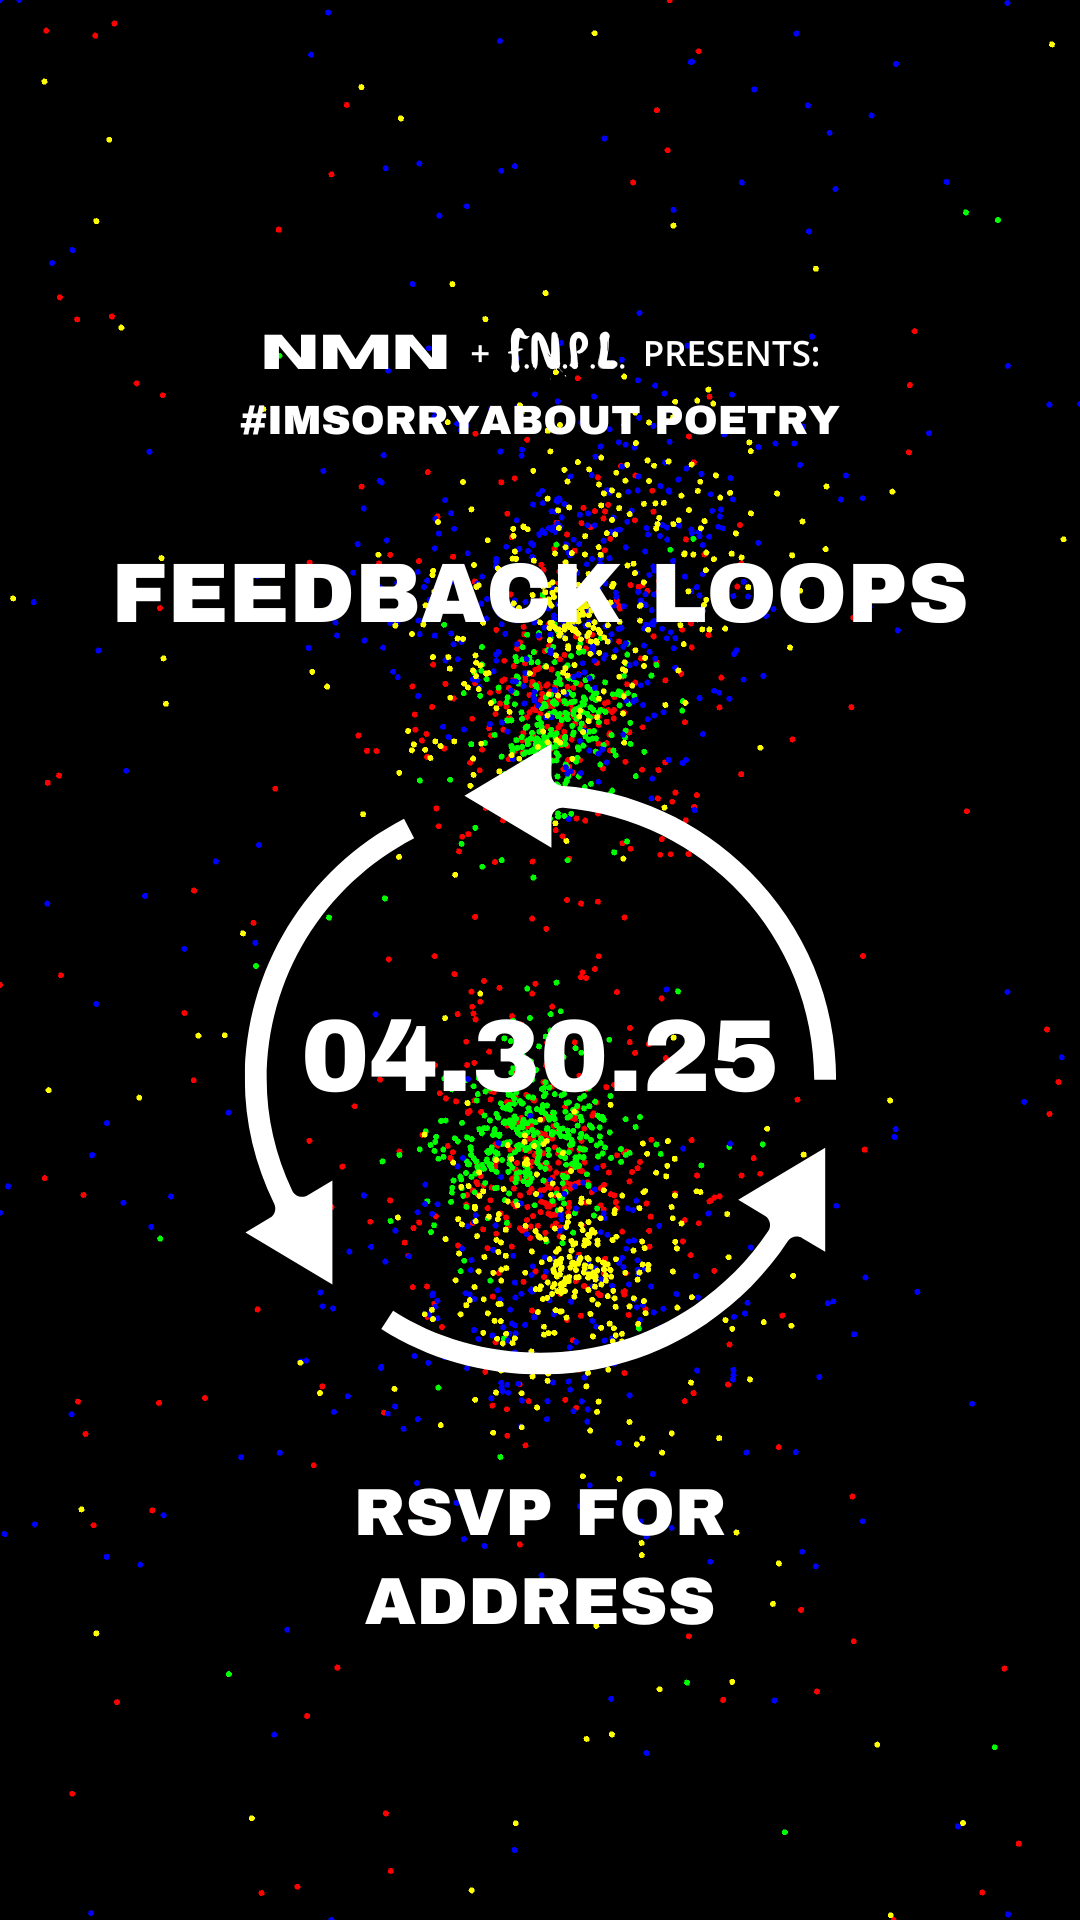 NMN + F.N.P.L. PRESENTS:
#IMSORRYABOUT POETRY
FEEDBACK LOOPS
04.30.25
RSVP FOR
ADDRESS